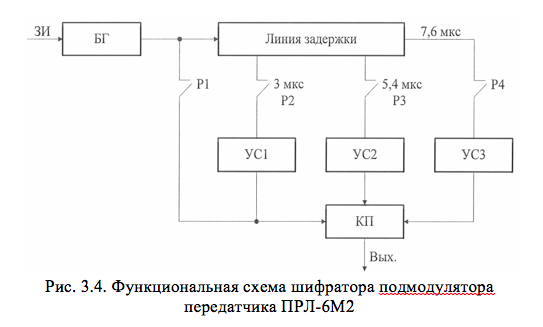 ЗИ
БГ
Линия задержки
7,6 мкс
Р1
3 мкс
Р2
5,4 мкс
Р3
Р4
УС1
УС2
УС3
КП
Вых.
Рис. 3.4. Функциональная схема шифратора подмодулятора
передатчика ПРЛ-6М2